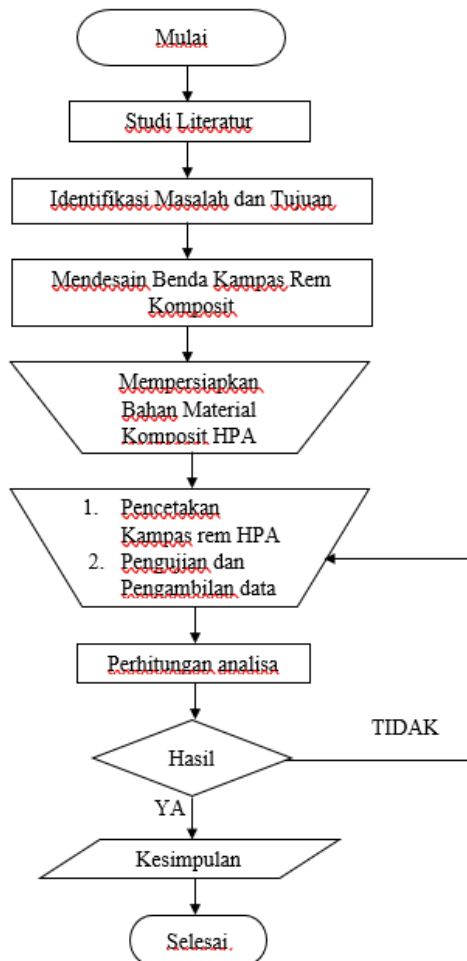 Mulai
Studi Literatur
Identifikasi Masalah dan Tujuan
Mendesain Benda Kampas Rem
Komposit
Mempersiapkan
Bahan Material
Komposit HPA
1. Pencetakan
Kampas rem HPA
2. Pengujian dan
Pengambilan data
Perhitungan analisa
Hasil
TIDAK
YA
Kesimpulan
Selesai